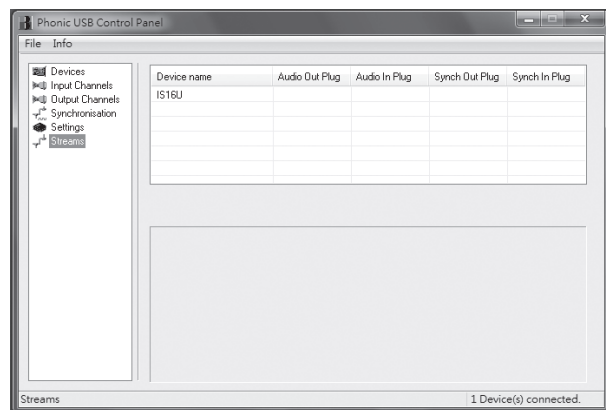 Phonic USB Control Panel
File Info
Devices
Input Channels
Output Channels
Synchronisation
Settings
Streams
Device name Audio Out Plug Audio In Plug Synch Out Plug Synch In Plug
IS16U
Streams 1 Device(s) connected.